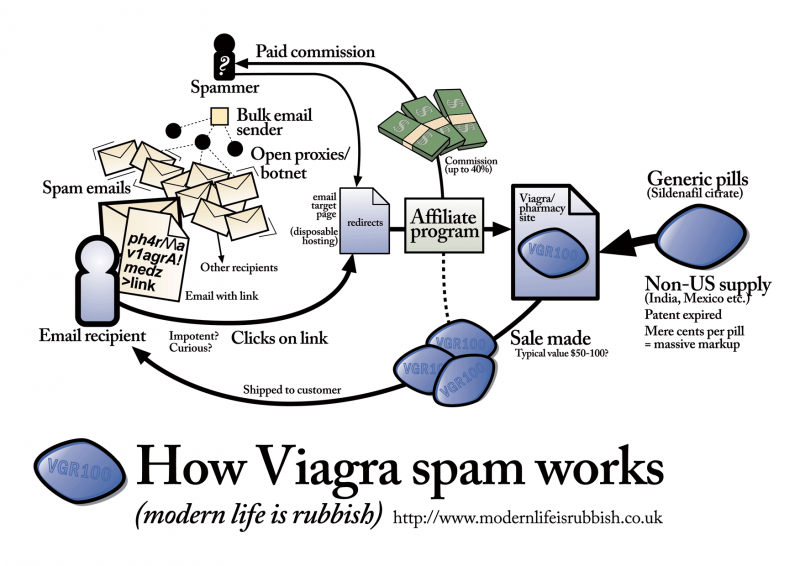 Paid commission
?
Spammer
Bulk email
sender
Open proxies/
botnet
Spam emails
Commission
(up to 40%)
Generic pills
(Sildenafil citrate)
email
target
page
(disposable
hosting)
redirects
Affiliate
program
Viagra/
pharmacy
site
VGR100
ph4r/\/\a
v1agrA!
medz
>link
Other recipients
Email with link
Non-US supply
(India, Mexico etc.)
Patent expired
Mere cents per pill
= massive markup
Email recipient
Impotent?
Curious?
Clicks on link
Sale made
Typical value $50-100?
VGR100
VGR100
VGR100
Shipped to customer
VGR100
How Viagra spam works
(modern life is rubbish) http://www.modernlifeisrubbish.co.uk